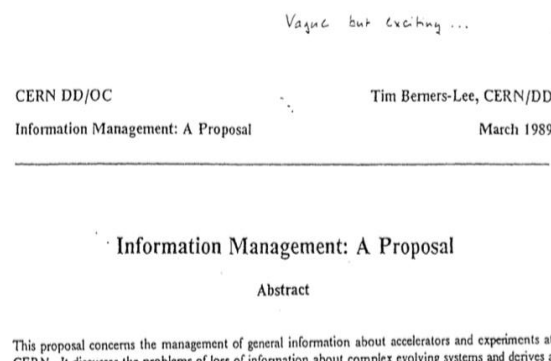 Vague but exciting ...
CERN DD/OC
Tim Berners-Lee, CERN/DD
Information Management: A Proposal
March 1989
Information Management: A Proposal
Abstract
This proposal concerns the management of general information about accelerators and experiments a
CERN. It discusses the problems of loss of information about complex evolving systems and derives a